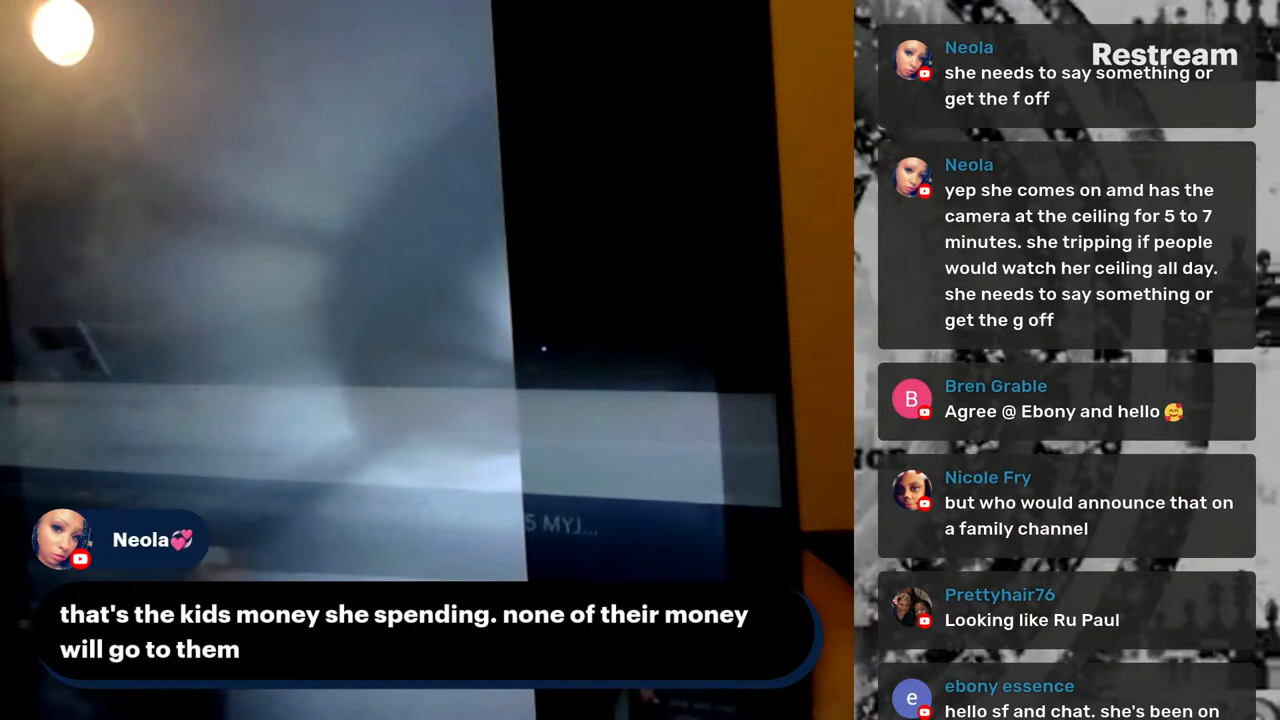 5 MYJ...
Neola💞
that's the kids money she spending. none of their money
will go to them
Restream
Neola
she needs to say something or
get the f off
Neola
yep she comes on amd has the
camera at the ceiling for 5 to 7
minutes. she tripping if people
would watch her ceiling all day.
she needs to say something or
get the g off
B
Bren Grable
Agree @ Ebony and hello 🥰
Nicole Fry
but who would announce that on
a family channel
Prettyhair76
Looking like Ru Paul
e
ebony essence
hello sf and chat. she's been on